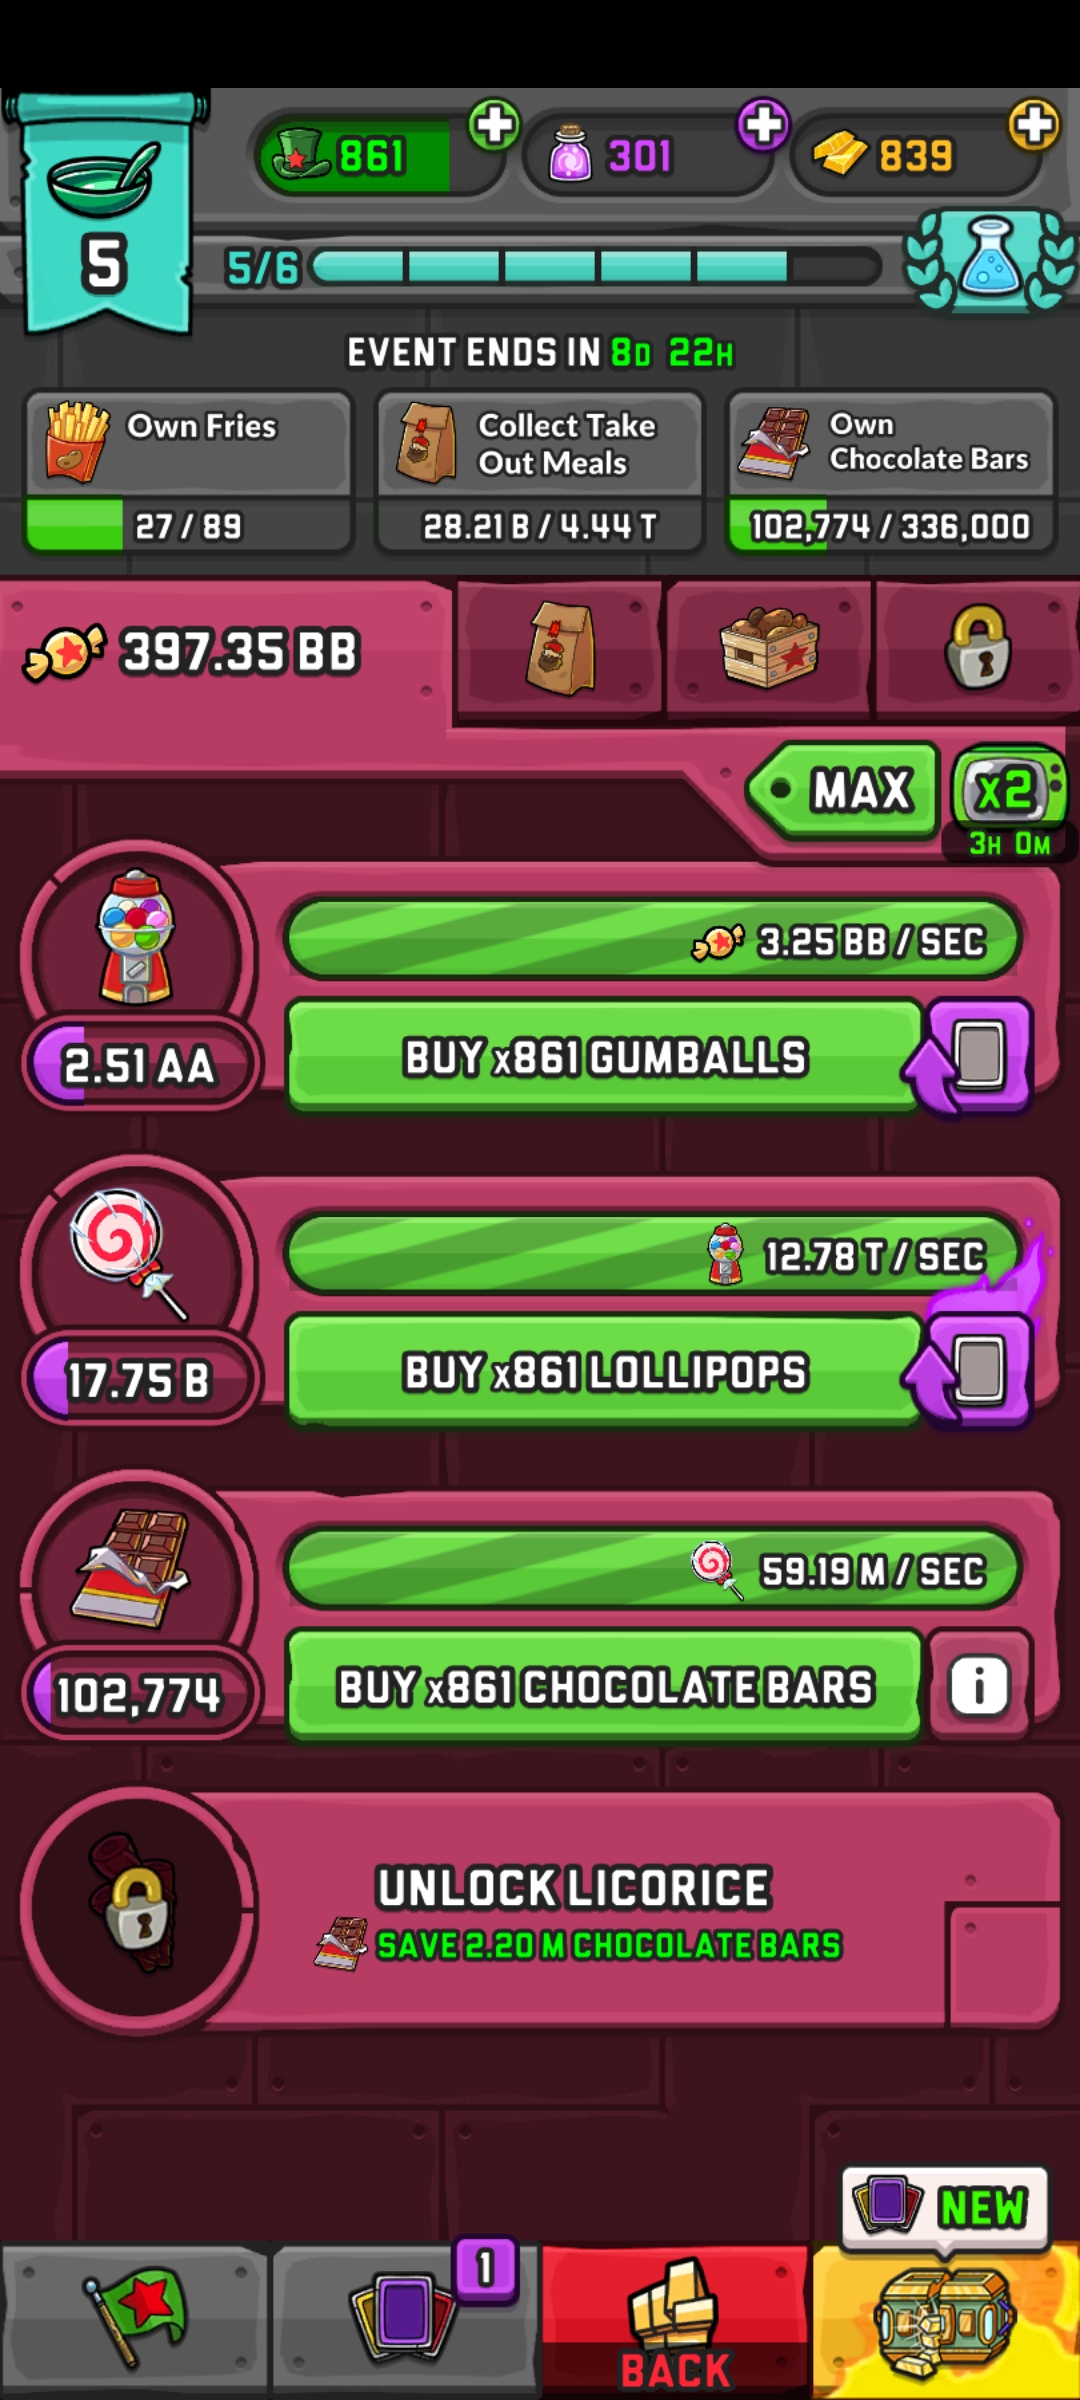 861
301
839
5
5/6
EVENT ENDS IN 8D 22H
Own Fries
27 / 89
Collect Take
Out Meals
28.21 B / 4.44 T
Own
Chocolate Bars
102,774 / 336,000
397.35 BB
MAX
x2
3H 0M
3.25 BB / SEC
2.51 AA
BUY x861 GUMBALLS
12.78 T / SEC
17.75 B
BUY x861 LOLLIPOPS
59.19 M / SEC
102,774
BUY x861 CHOCOLATE BARS
i
UNLOCK LICORICE
SAVE 2.20 M CHOCOLATE BARS
NEW
1
BACK